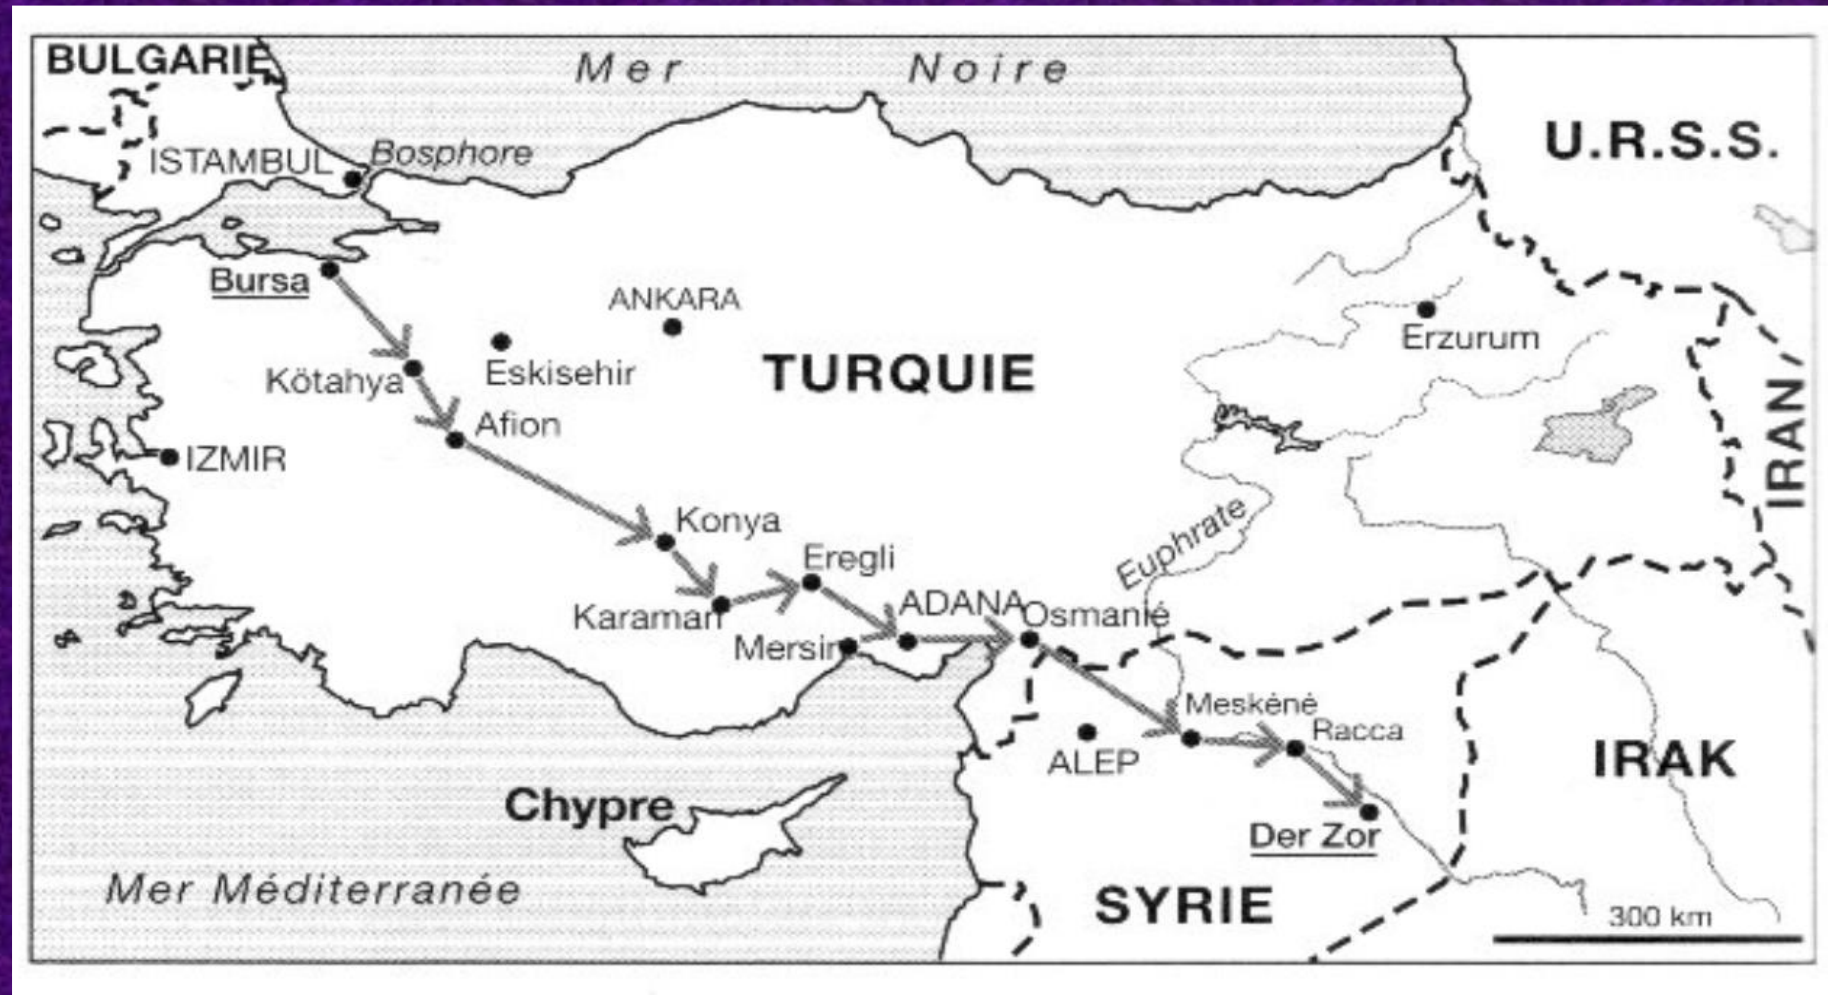 BULGARIE
Mer Noire
U.R.S.S.
ISTAMBUL
Bosphore
Bursa
ANKARA
Erzurum
Kötahya
Eskisehir
TURQUIE
Afion
IZMIR
IRAN
Konya
Euphrate
Eregli
Karaman
ADANA
Osmanié
Mersin
Meskéné
Racca
ALEP
IRAK
Chypre
Der Zor
Mer Méditerranée
SYRIE
300 km